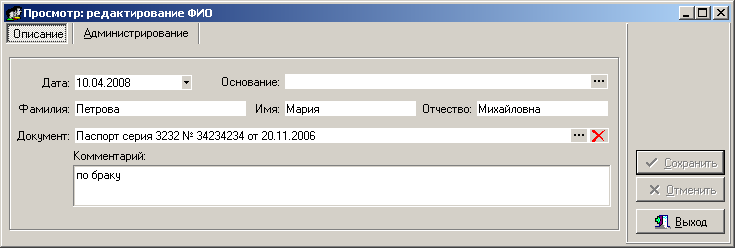 Просмотр: редактирование ФИО
Описание Администрирование
Дата: 10.04.2008 Основание: ...
Фамилия: Петрова Имя: Мария Отчество: Михайловна
Документ: Паспорт серия 3232 № 34234234 от 20.11.2006 ...
Комментарий:
по браку
Сохранить
Отменить
Выход